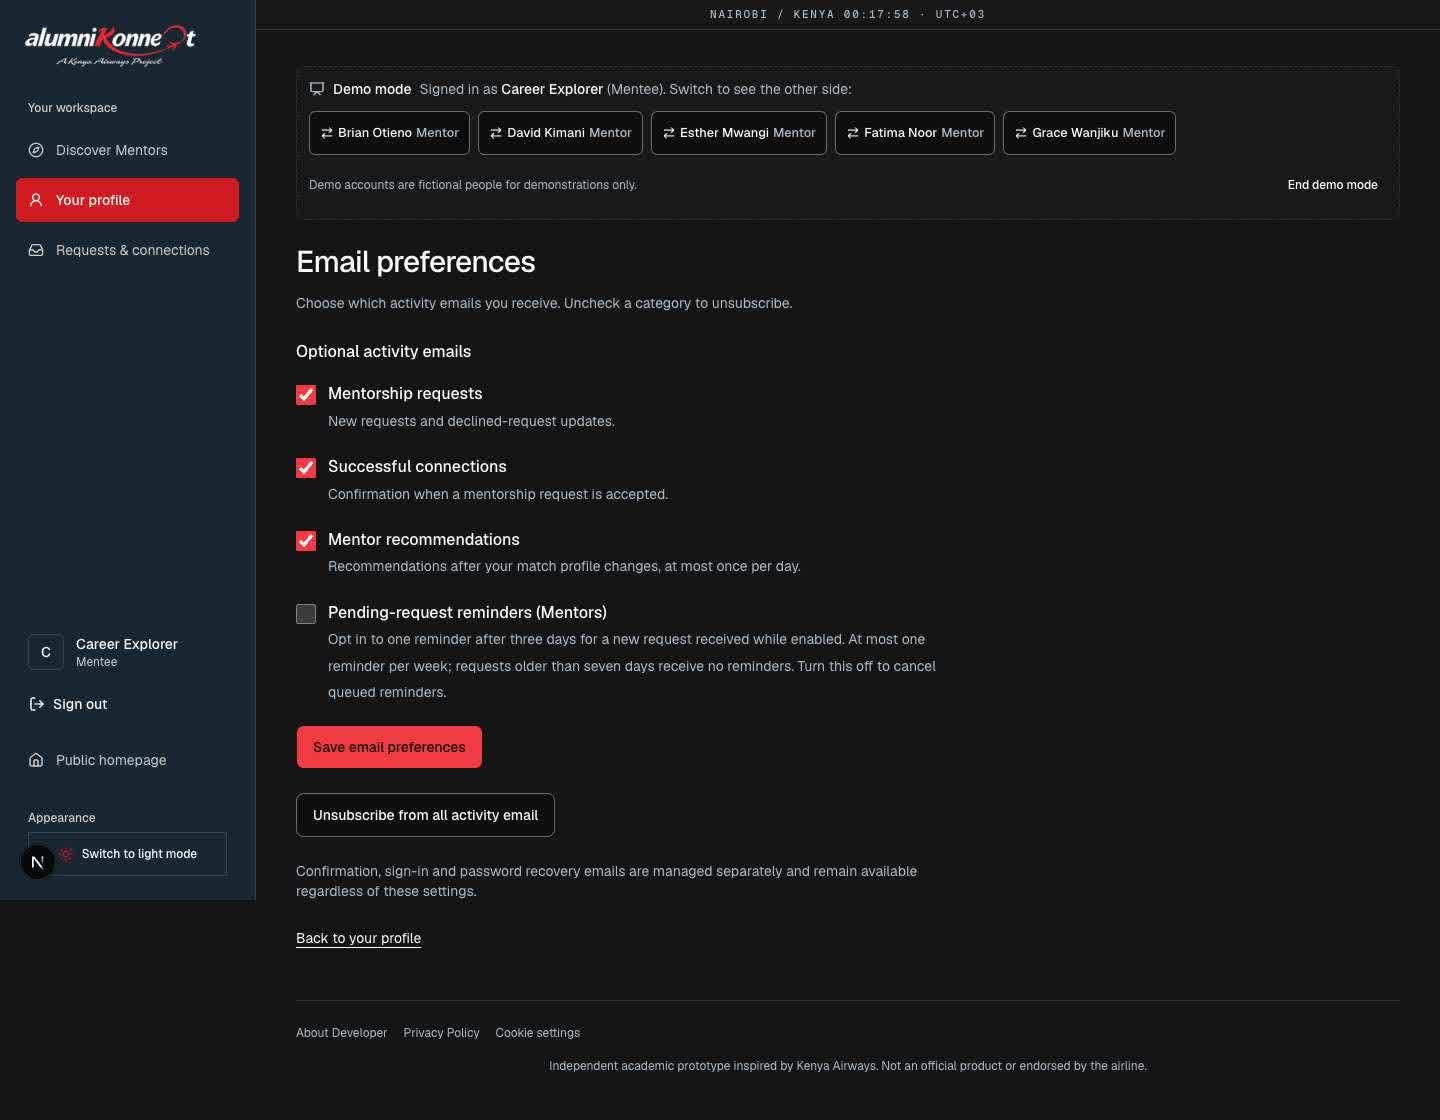 alumniKonnect
A Kenya Airways Project
Your workspace
Discover Mentors
Your profile
Requests & connections
C
Career Explorer
Mentee
Sign out
Public homepage
Appearance
N
Switch to light mode
NAIROBI / KENYA 00:17:58 · UTC+03
Demo mode Signed in as Career Explorer (Mentee). Switch to see the other side:
Brian Otieno Mentor
David Kimani Mentor
Esther Mwangi Mentor
Fatima Noor Mentor
Grace Wanjiku Mentor
Demo accounts are fictional people for demonstrations only.
End demo mode
Email preferences
Choose which activity emails you receive. Uncheck a category to unsubscribe.
Optional activity emails
Mentorship requests
New requests and declined-request updates.
Successful connections
Confirmation when a mentorship request is accepted.
Mentor recommendations
Recommendations after your match profile changes, at most once per day.
Pending-request reminders (Mentors)
Opt in to one reminder after three days for a new request received while enabled. At most one
reminder per week; requests older than seven days receive no reminders. Turn this off to cancel
queued reminders.
Save email preferences
Unsubscribe from all activity email
Confirmation, sign-in and password recovery emails are managed separately and remain available
regardless of these settings.
Back to your profile
About Developer
Privacy Policy
Cookie settings
Independent academic prototype inspired by Kenya Airways. Not an official product or endorsed by the airline.